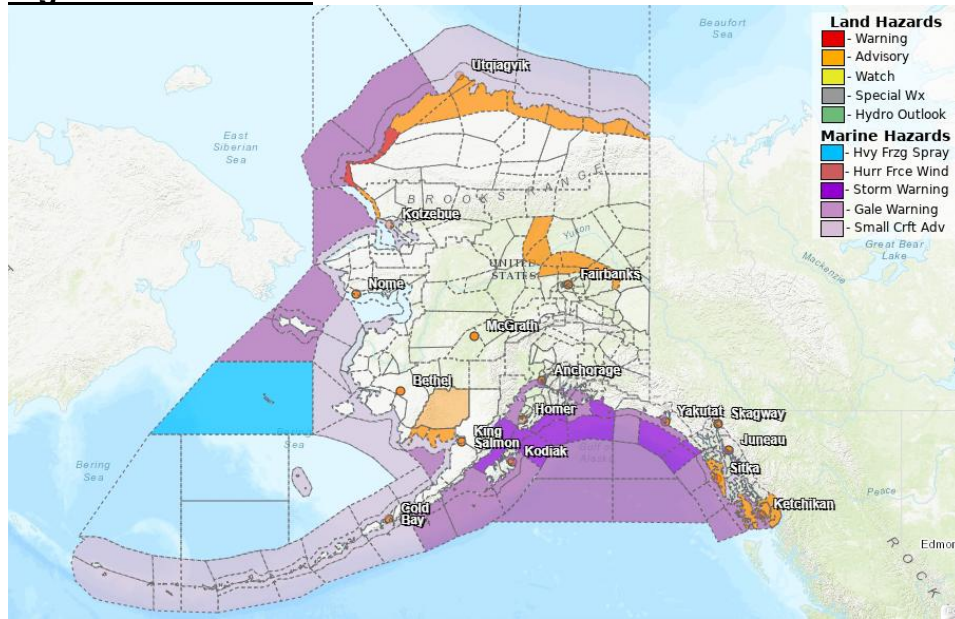 Beaufort
Sea
Land Hazards
- Warning
- Advisory
- Watch
- Special Wx
- Hydro Outlook
Marine Hazards
- Hvy Frzg Spray
- Hurr Frce Wind
- Storm Warning
- Gale Warning
- Small Crft Adv
Utqiagvik
East
Siberian
Sea
BROOKS RANGE
Kotzebue
Yukon
UNITED
STATES
Fairbanks
Great Bear
Lake
Mackenzie
Nome
McGrath
Anchorage
Bethel
Homer
Yakutat
Skagway
King
Salmon
Juneau
Kodiak
Sitka
Bering
Sea
Sea
Peace
Ketchikan
Cold
Bay
Edmor
ROCK